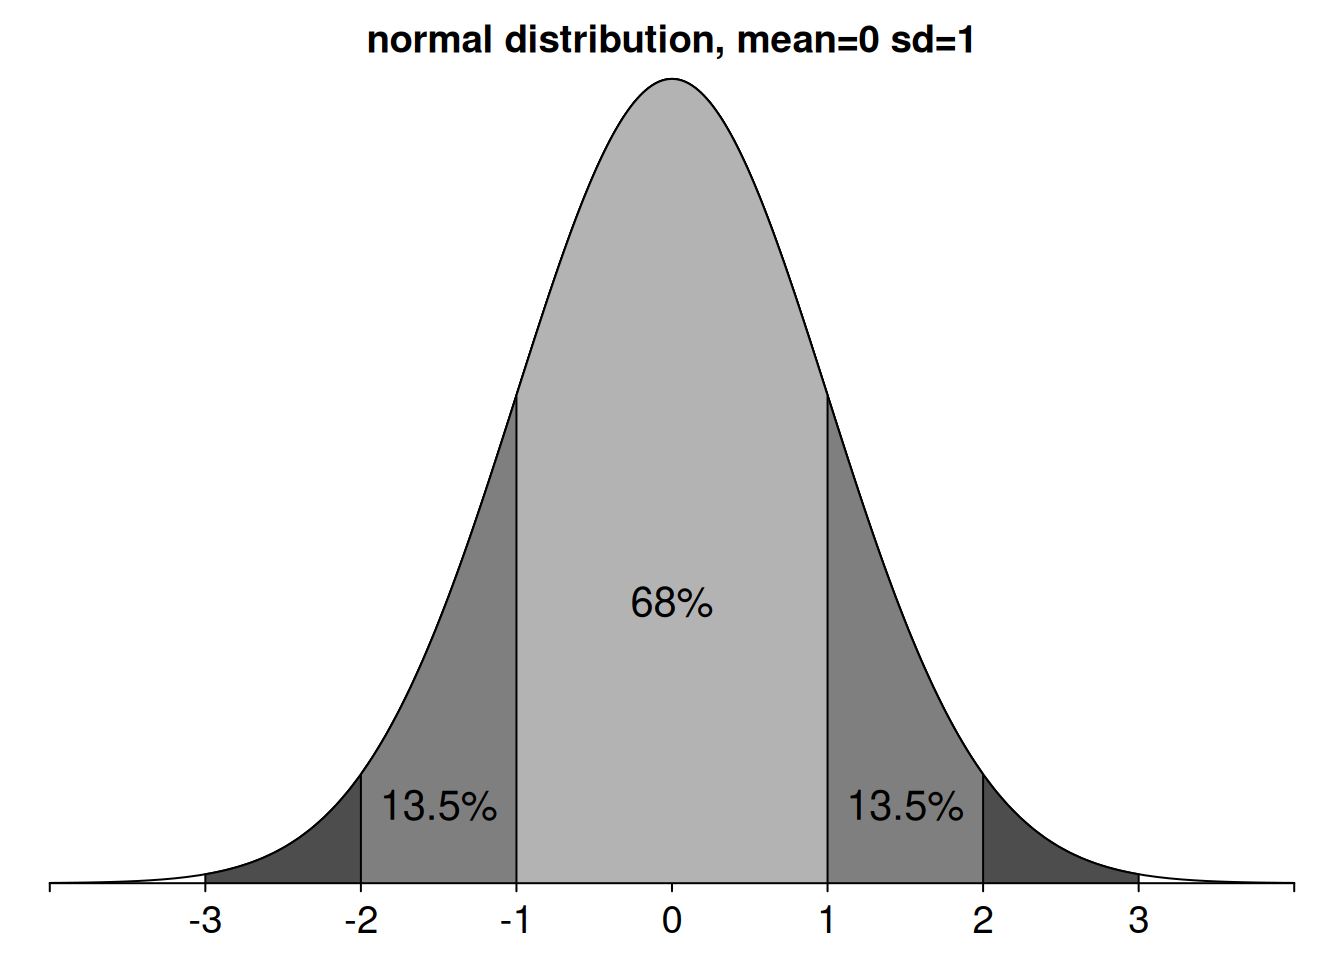 normal distribution, mean=0 sd=1
68%
13.5% 13.5%
-3 -2 -1 0 1 2 3